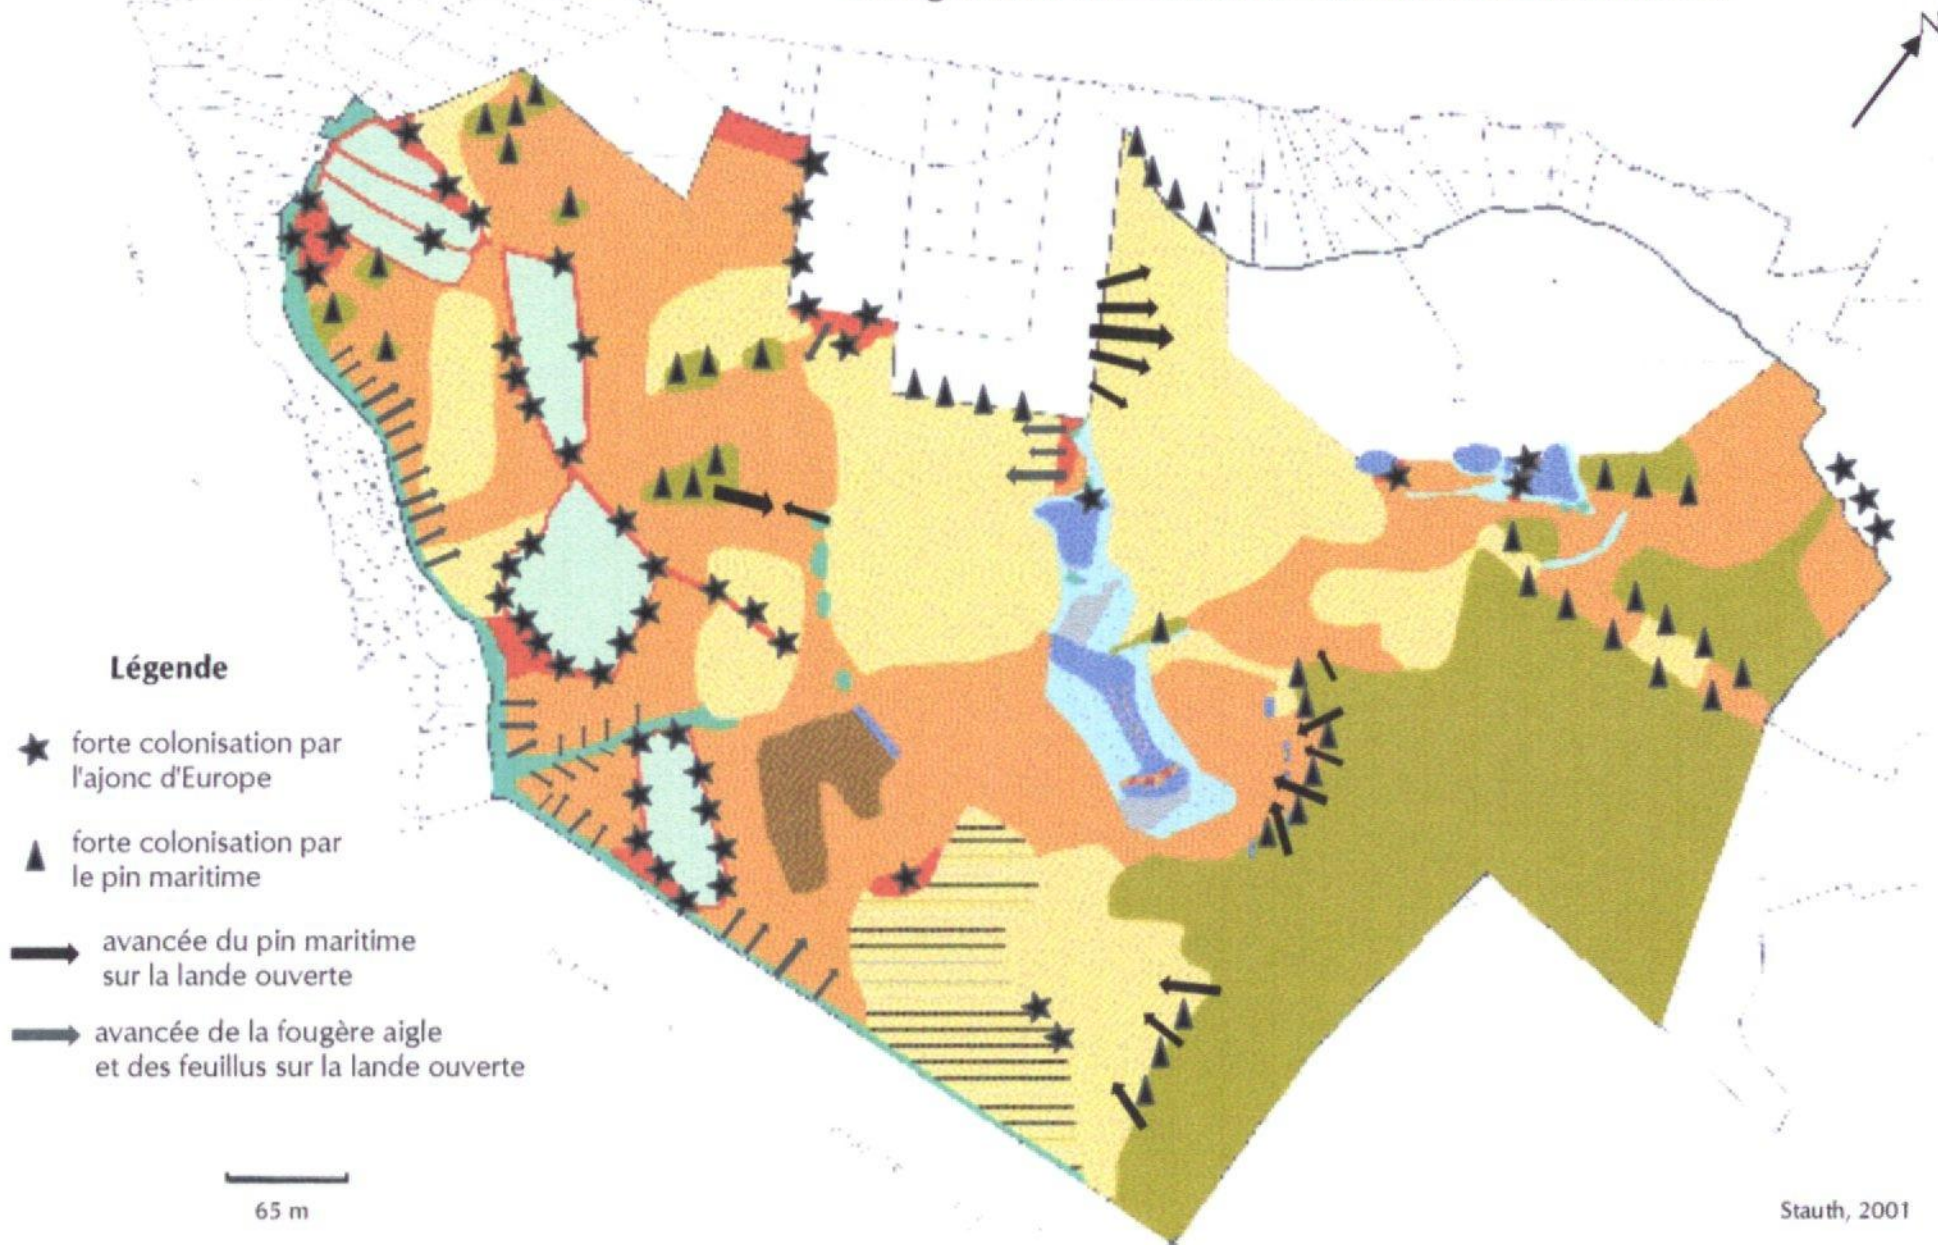 N
Légende
forte colonisation par
l'ajonc d'Europe
forte colonisation par
le pin maritime
avancée du pin maritime
sur la lande ouverte
avancée de la fougère aigle
et des feuillus sur la lande ouverte
65 m
Stauth, 2001